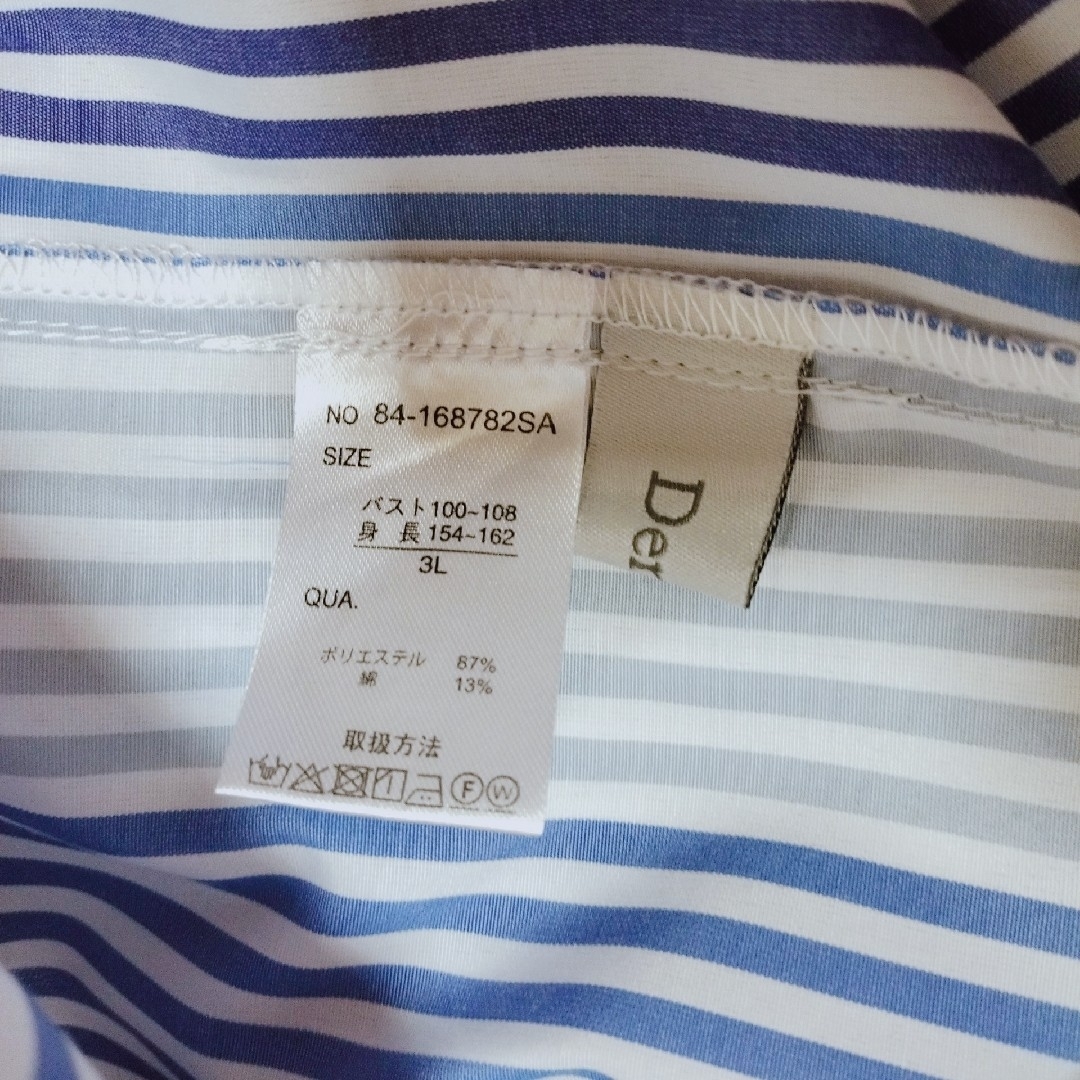 NO 84-168782SA
SIZE
バスト100~108
身 長 154~162
3L
QUA.
ポリエステル 87%
綿 13%
取扱方法
F W
Der